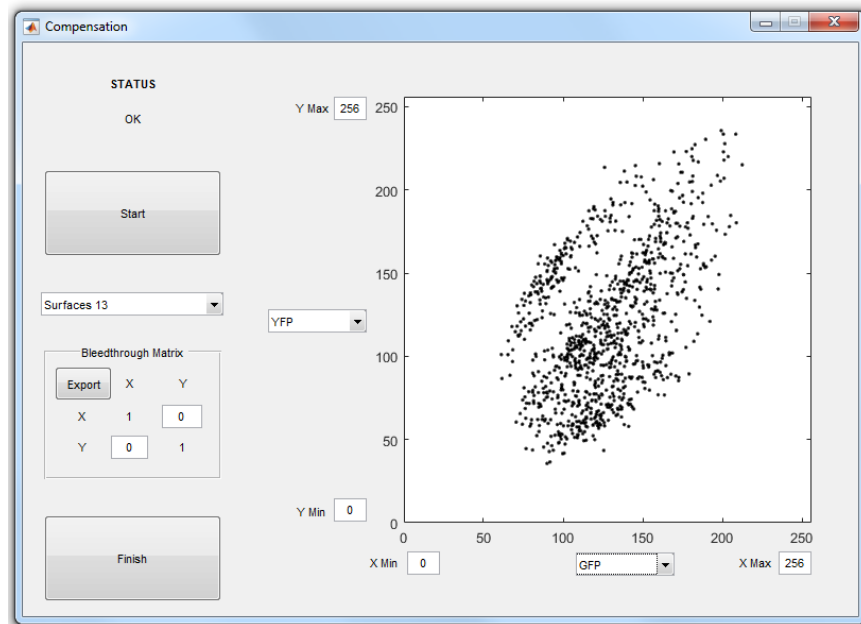 Compensation
STATUS
OK
Start
Surfaces 13
Bleedthrough Matrix
Export X Y
X 1 0
Y 0 1
Finish
Y Max 256
YFP
Y Min 0
250
200
150
100
50
0
0 50 100 150 200 250
X Min 0 GFP X Max 256